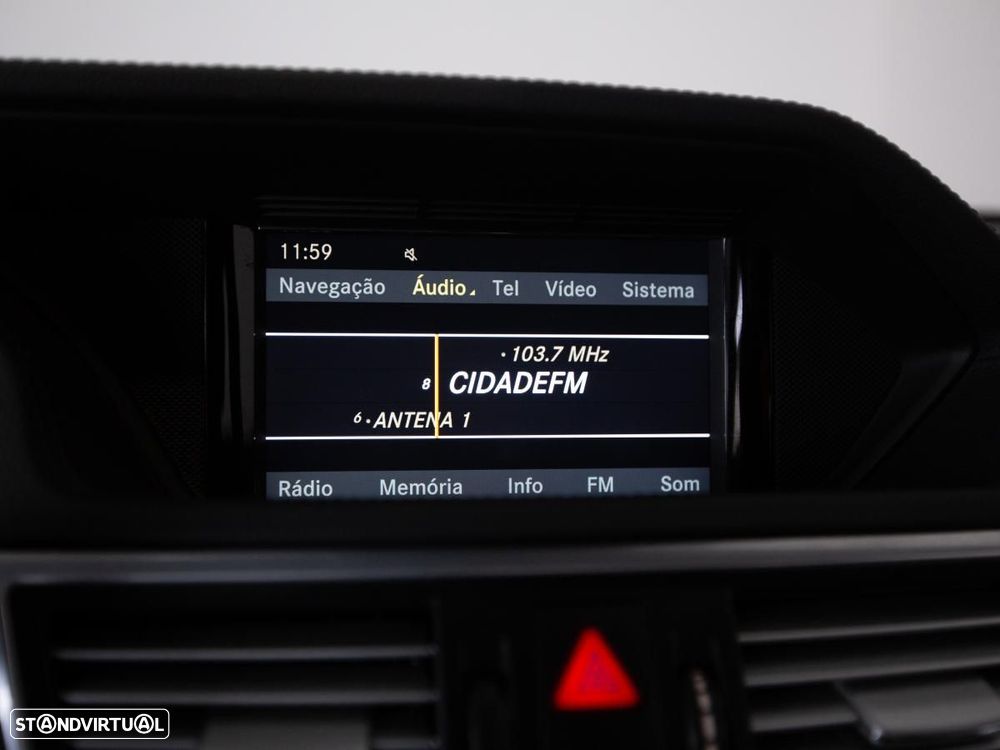 11:59
Navegação Áudio Tel Vídeo Sistema
· 103.7 MHz
8 CIDADEFM
6 · ANTENA 1
Rádio Memória Info FM Som
STANDVIRTUAL